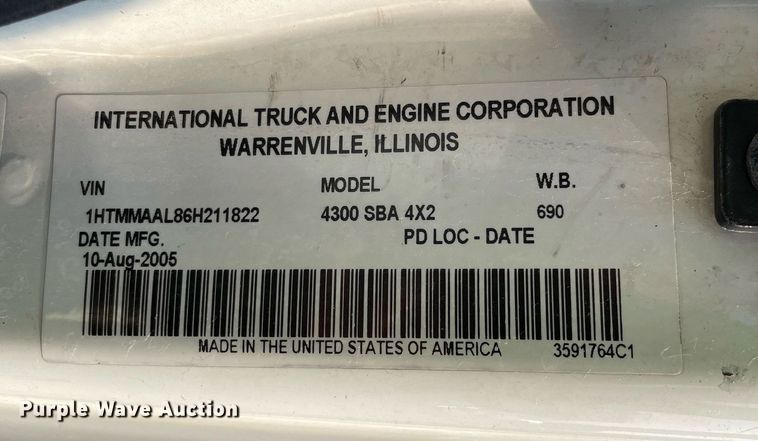 INTERNATIONAL TRUCK AND ENGINE CORPORATION
WARRENVILLE, ILLINOIS
VIN MODEL W.B.
1HTMMAAL86H211822 4300 SBA 4X2 690
DATE MFG. PD LOC - DATE
10-Aug-2005
MADE IN THE UNITED STATES OF AMERICA 3591764C1
Purple Wave Auction